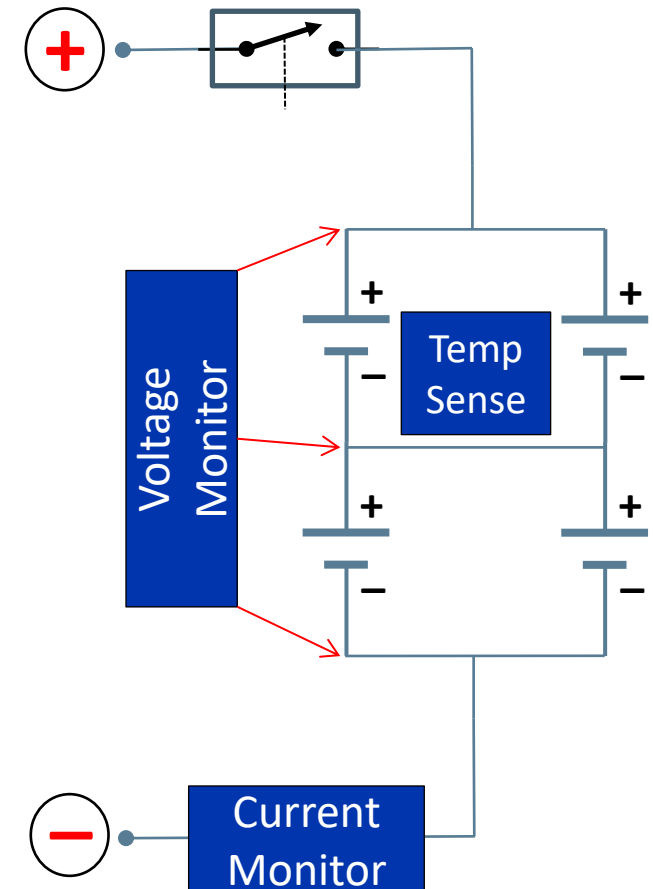 +
+
+
Temp
Sense
−
−
Voltage
Monitor
+
+
−
−
Current
Monitor
−